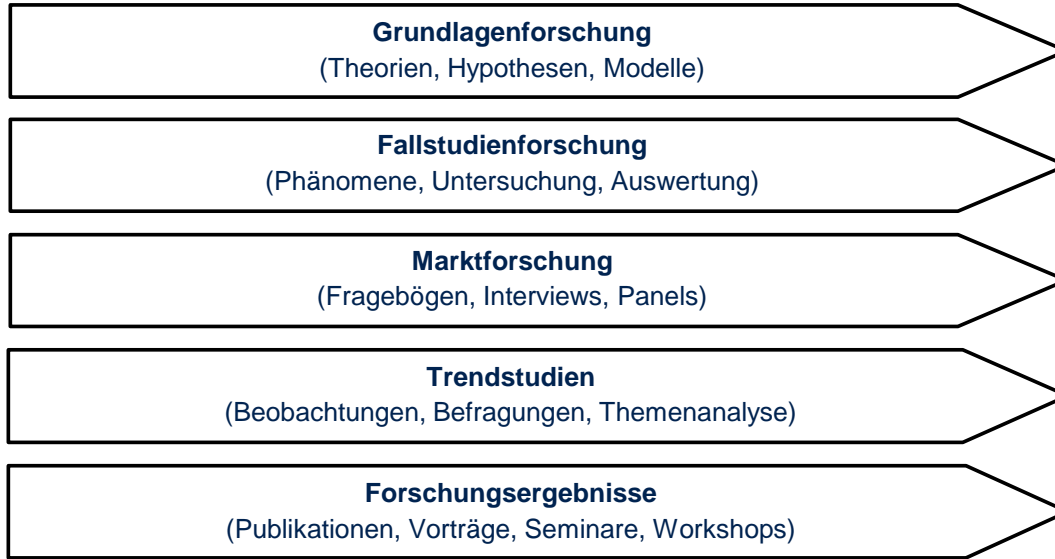 Grundlagenforschung
(Theorien, Hypothesen, Modelle)
Fallstudienforschung
(Phänomene, Untersuchung, Auswertung)
Marktforschung
(Fragebögen, Interviews, Panels)
Trendstudien
(Beobachtungen, Befragungen, Themenanalyse)
Forschungsergebnisse
(Publikationen, Vorträge, Seminare, Workshops)